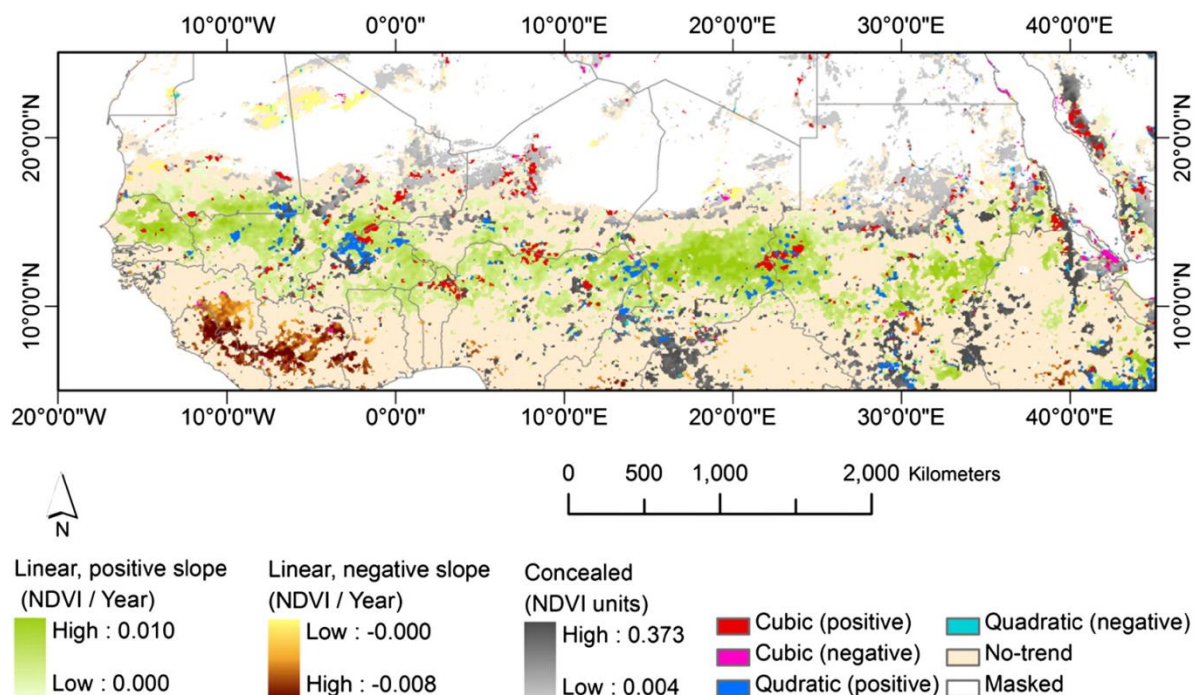 10°0'0"W 0°0'0" 10°0'0"E 20°0'0"E 30°0'0"E 40°0'0"E
20°0'0"N 20°0'0"N
10°0'0"N 10°0'0"N
20°0'0"W 10°0'0"W 0°0'0" 10°0'0"E 20°0'0"E 30°0'0"E 40°0'0"E
0 500 1,000 2,000 Kilometers
N
Linear, positive slope
(NDVI / Year)
High : 0.010
Low : 0.000
Linear, negative slope
(NDVI / Year)
Low : -0.000
High : -0.008
Concealed
(NDVI units)
High : 0.373
Low : 0.004
Cubic (positive)
Cubic (negative)
Qudratic (positive)
Quadratic (negative)
No-trend
Masked